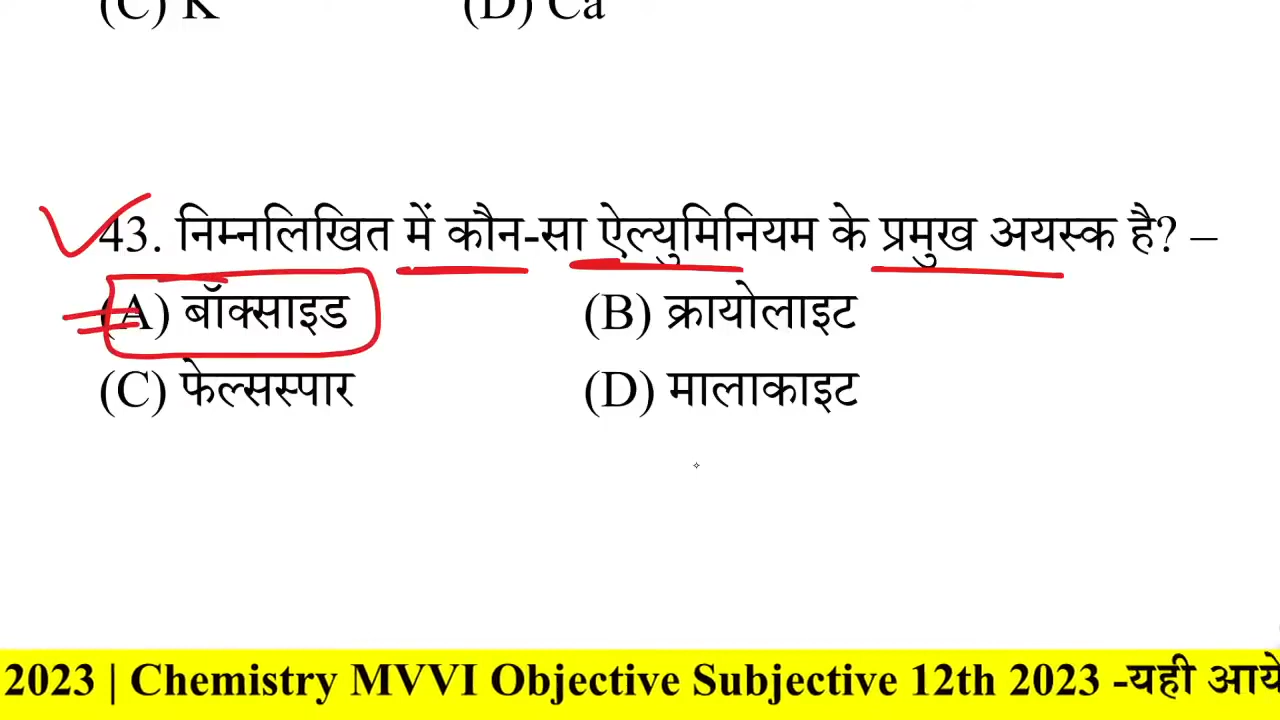 (C) K (D) Ca
43. निम्नलिखित में कौन-सा ऐल्युमिनियम के प्रमुख अयस्क है? –
(A) बॉक्साइड (B) क्रायोलाइट
(C) फेल्सस्पार (D) मालाकाइट
2023 | Chemistry MVVI Objective Subjective 12th 2023 -यही आये